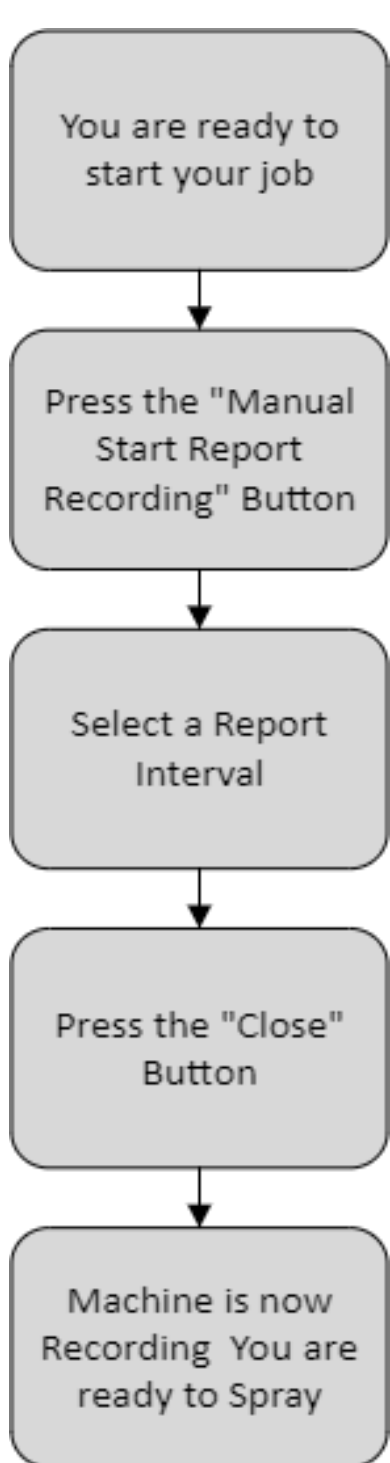 You are ready to
start your job
Press the "Manual
Start Report
Recording" Button
Select a Report
Interval
Press the "Close"
Button
Machine is now
Recording  You are
ready to Spray